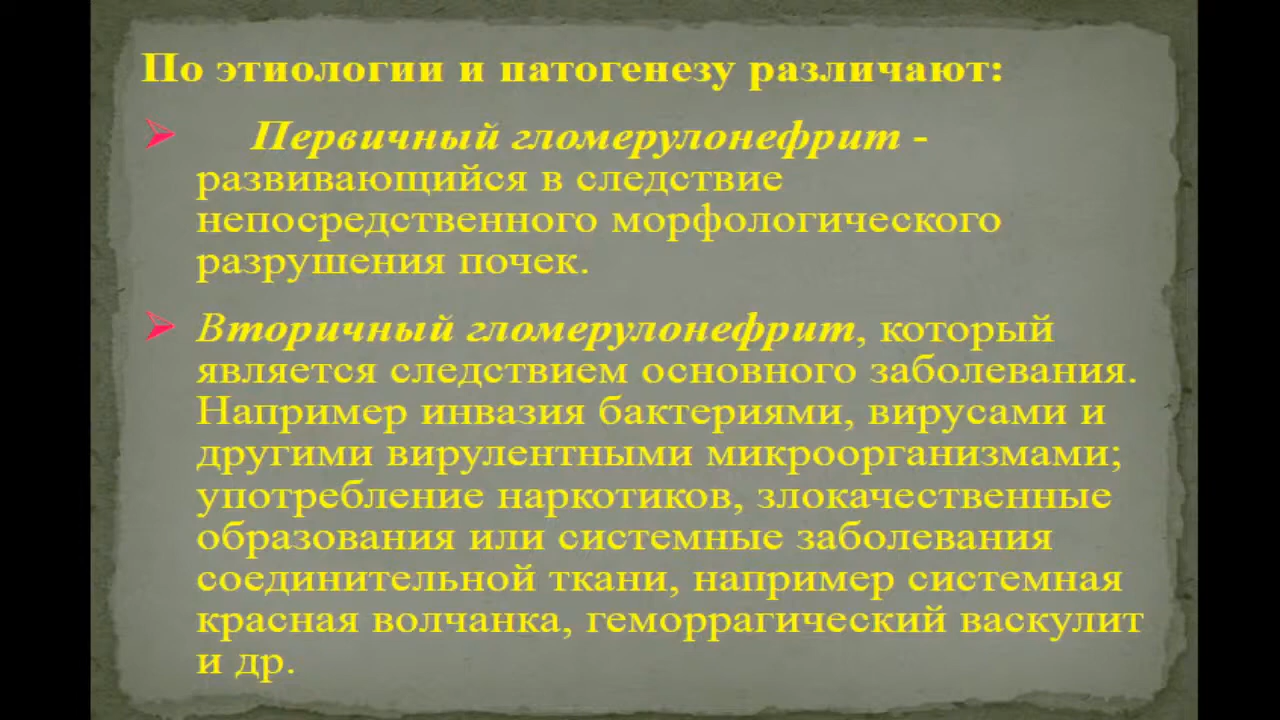 По этиологии и патогенезу различают:
Первичный гломерулонефрит -
развивающийся в следствие
непосредственного морфологического
разрушения почек.
Вторичный гломерулонефрит, который
является следствием основного заболевания.
Например инвазия бактериями, вирусами и
другими вирулентными микроорганизмами;
употребление наркотиков, злокачественные
образования или системные заболевания
соединительной ткани, например системная
красная волчанка, геморрагический васкулит
и др.